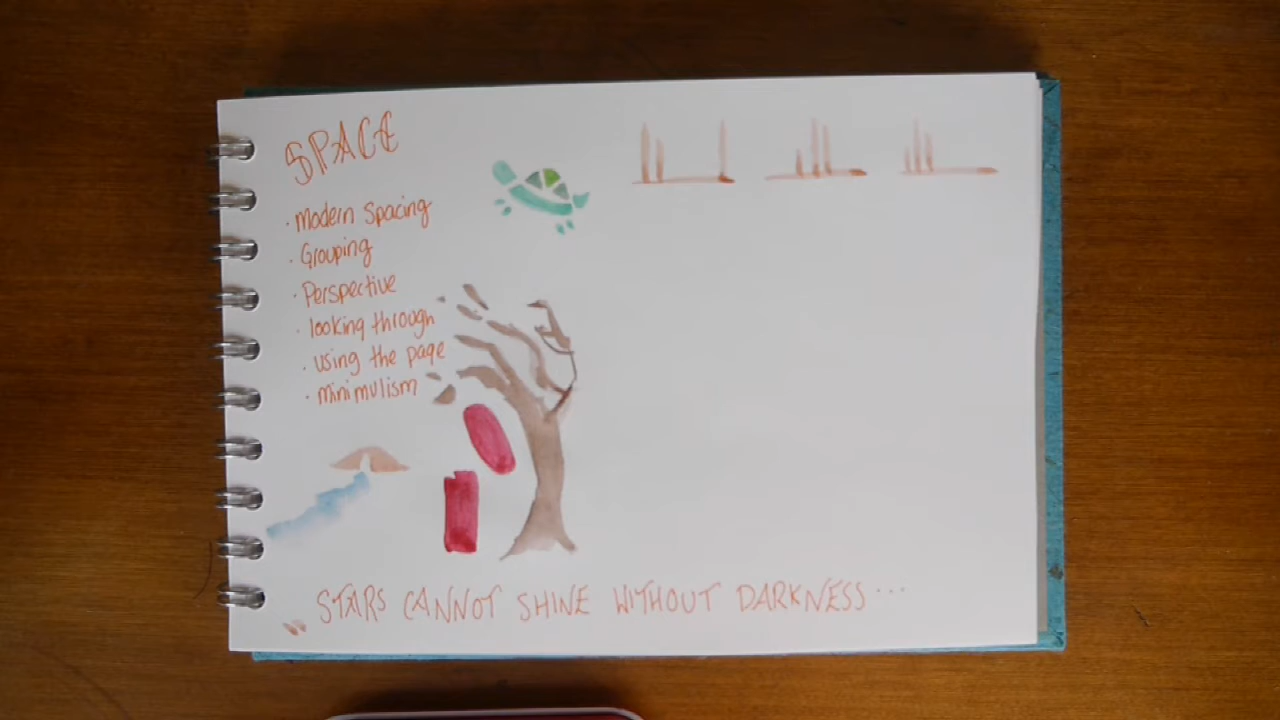 SPACE
· Modern Spacing
· Grouping
· Perspective
· looking through
· using the page
· minimulism
„ STARS CANNOT SHINE WITHOUT DARKNESS...